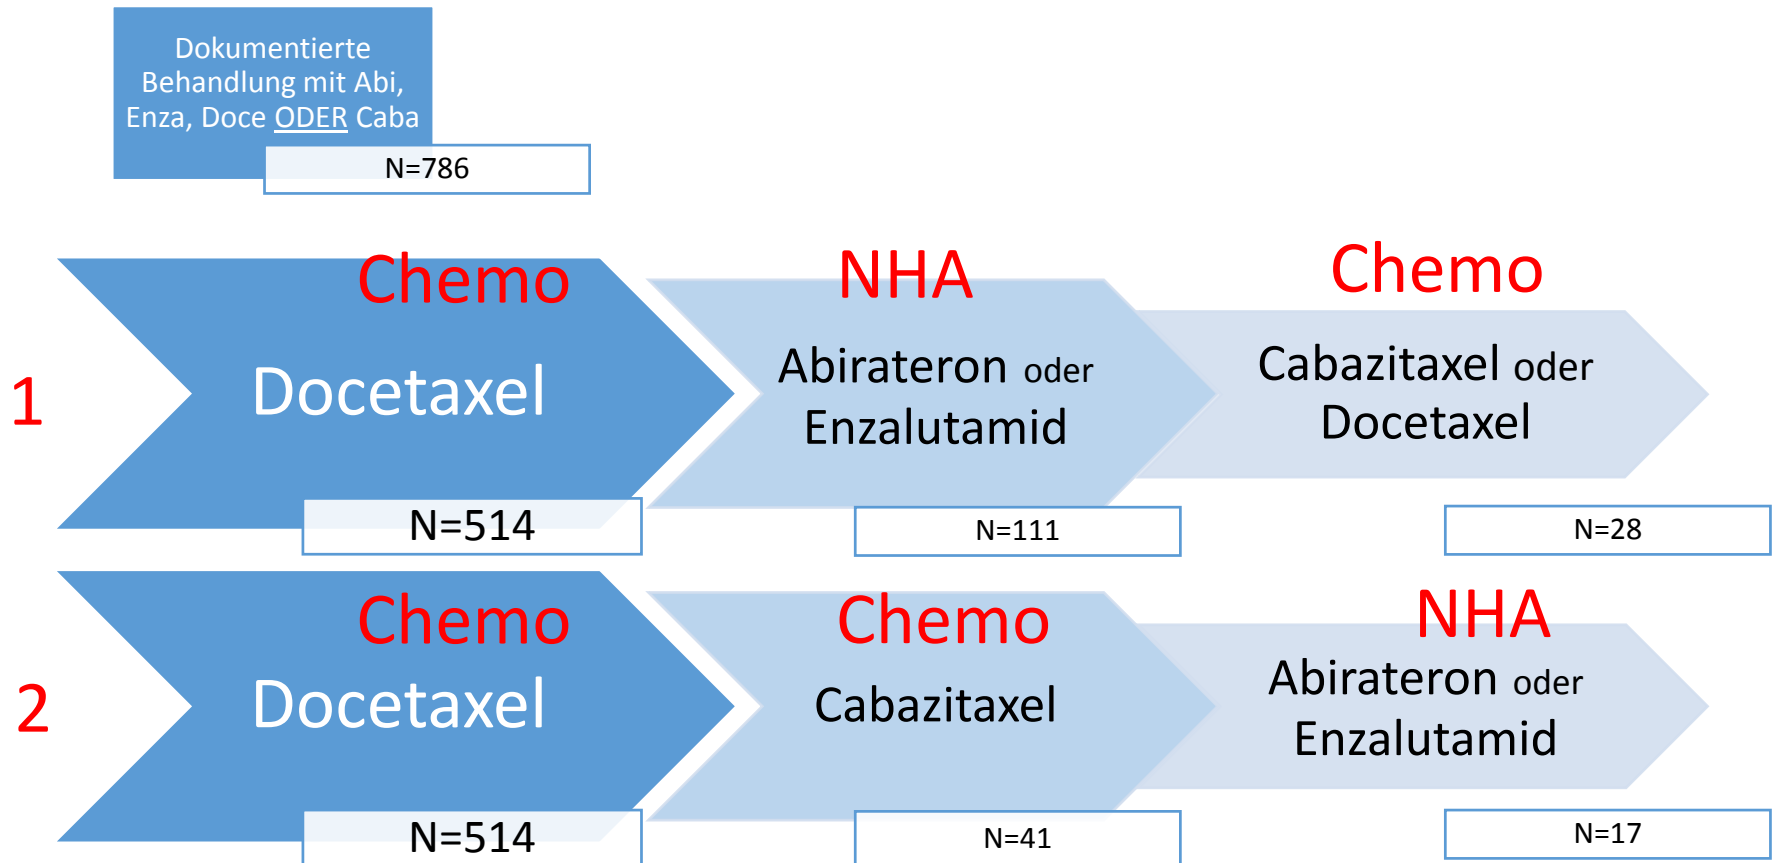 Dokumentierte
Behandlung mit Abi,
Enza, Doce ODER Caba
N=786
1
Chemo
Docetaxel
N=514
NHA
Abirateron oder
Enzalutamid
N=111
Chemo
Cabazitaxel oder
Docetaxel
N=28
2
Chemo
Docetaxel
N=514
Chemo
Cabazitaxel
N=41
NHA
Abirateron oder
Enzalutamid
N=17